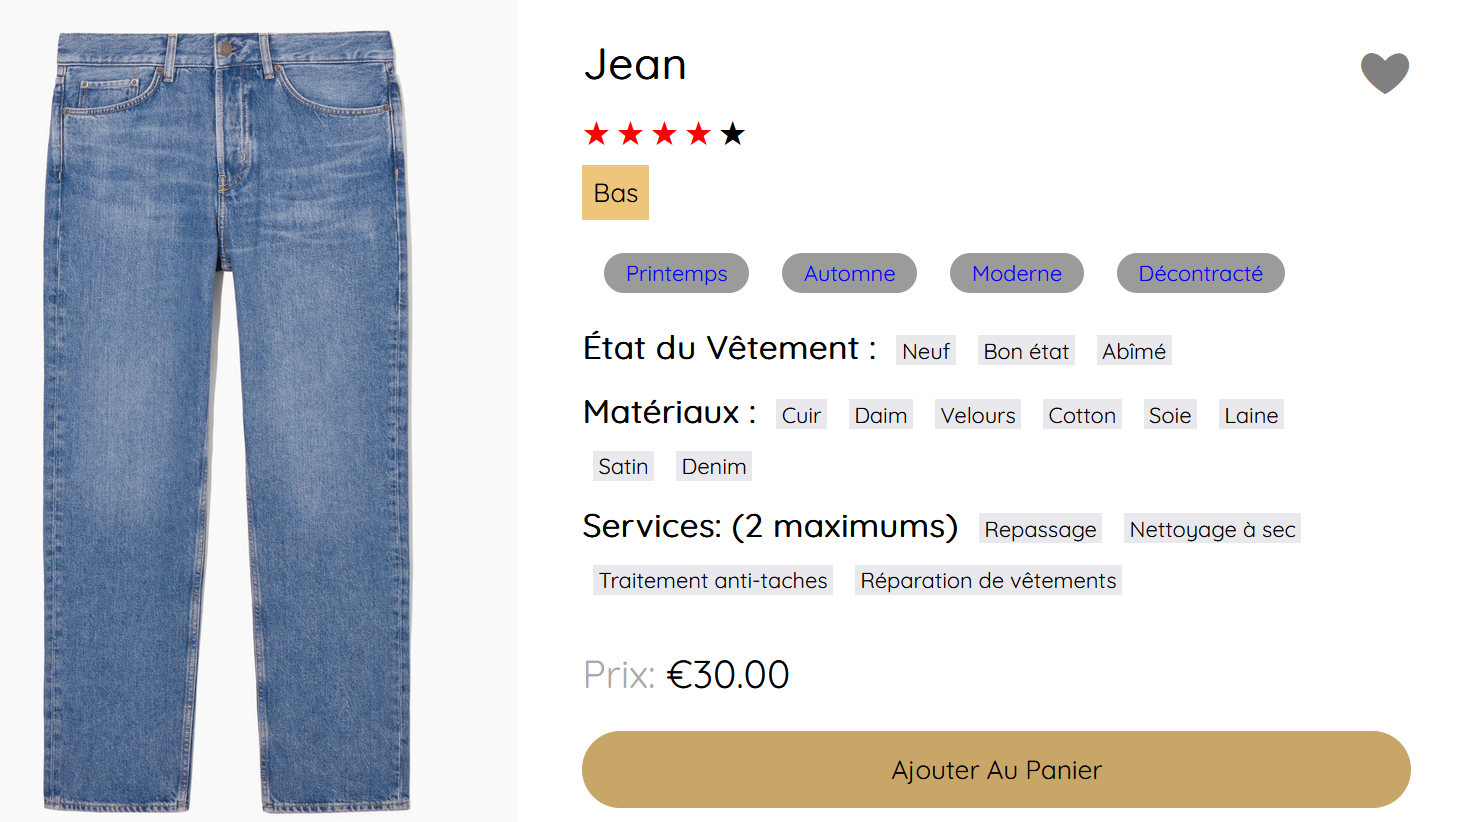 Jean
Bas
Printemps Automne Moderne Décontracté
État du Vêtement : Neuf Bon état Abîmé
Matériaux : Cuir Daim Velours Cotton Soie Laine
Satin Denim
Services: (2 maximums) Repassage Nettoyage à sec
Traitement anti-taches Réparation de vêtements
Prix: €30.00
Ajouter Au Panier